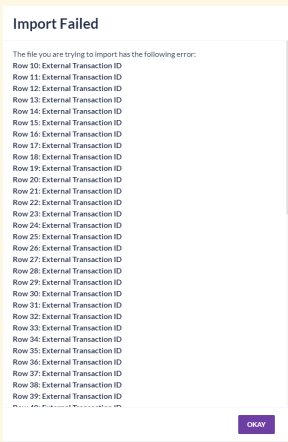 Import Failed
The file you are trying to import has the following error:
Row 10: External Transaction ID
Row 11: External Transaction ID
Row 12: External Transaction ID
Row 13: External Transaction ID
Row 14: External Transaction ID
Row 15: External Transaction ID
Row 16: External Transaction ID
Row 17: External Transaction ID
Row 18: External Transaction ID
Row 19: External Transaction ID
Row 20: External Transaction ID
Row 21: External Transaction ID
Row 22: External Transaction ID
Row 23: External Transaction ID
Row 24: External Transaction ID
Row 25: External Transaction ID
Row 26: External Transaction ID
Row 27: External Transaction ID
Row 28: External Transaction ID
Row 29: External Transaction ID
Row 30: External Transaction ID
Row 31: External Transaction ID
Row 32: External Transaction ID
Row 33: External Transaction ID
Row 34: External Transaction ID
Row 35: External Transaction ID
Row 36: External Transaction ID
Row 37: External Transaction ID
Row 38: External Transaction ID
Row 39: External Transaction ID
OKAY